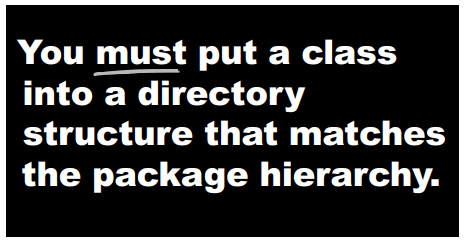 You must put a class
into a directory
structure that matches
the package hierarchy.